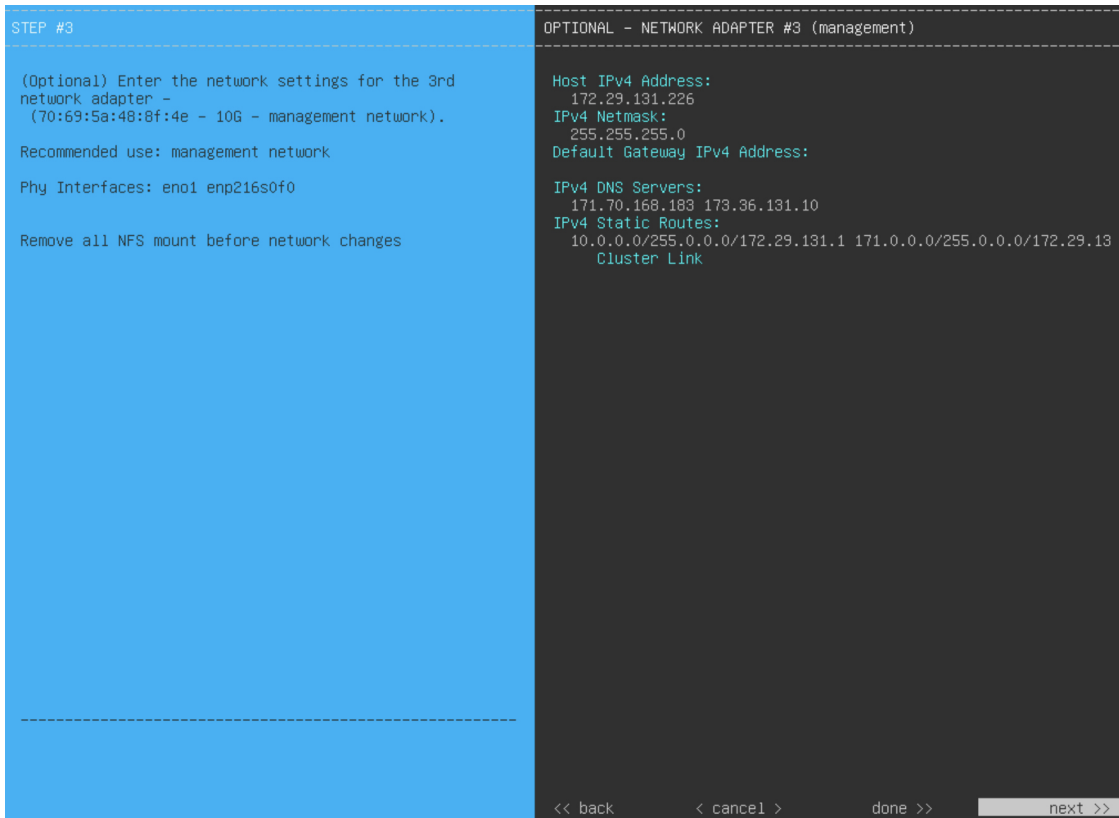 STEP #3
(Optional) Enter the network settings for the 3rd
network adapter -
(70:69:5a:48:8f:4e - 10G - management network).
Recommended use: management network
Phy Interfaces: eno1 enp216s0f0
Remove all NFS mount before network changes
OPTIONAL - NETWORK ADAPTER #3 (management)
Host IPv4 Address:
172.29.131.226
IPv4 Netmask:
255.255.255.0
Default Gateway IPv4 Address:
IPv4 DNS Servers:
171.70.168.183 173.36.131.10
IPv4 Static Routes:
10.0.0.0/255.0.0.0/172.29.131.1 171.0.0.0/255.0.0.0/172.29.13
Cluster Link
<< back < cancel > done >> next >>